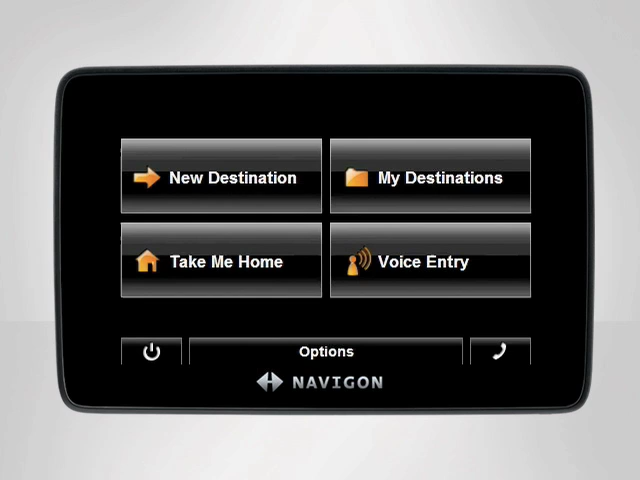 New Destination
My Destinations
Take Me Home
Voice Entry
Options
NAVIGON